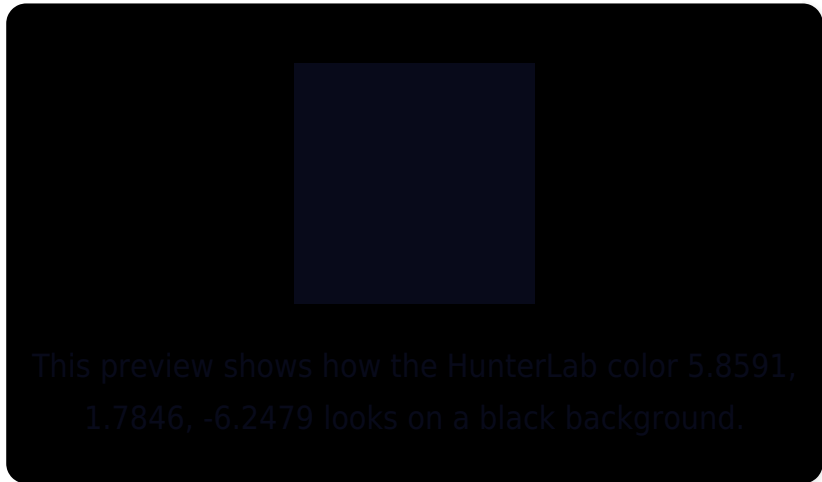 This preview shows how the HunterLab color 5.8591,
1.7846, -6.2479 looks on a black background.